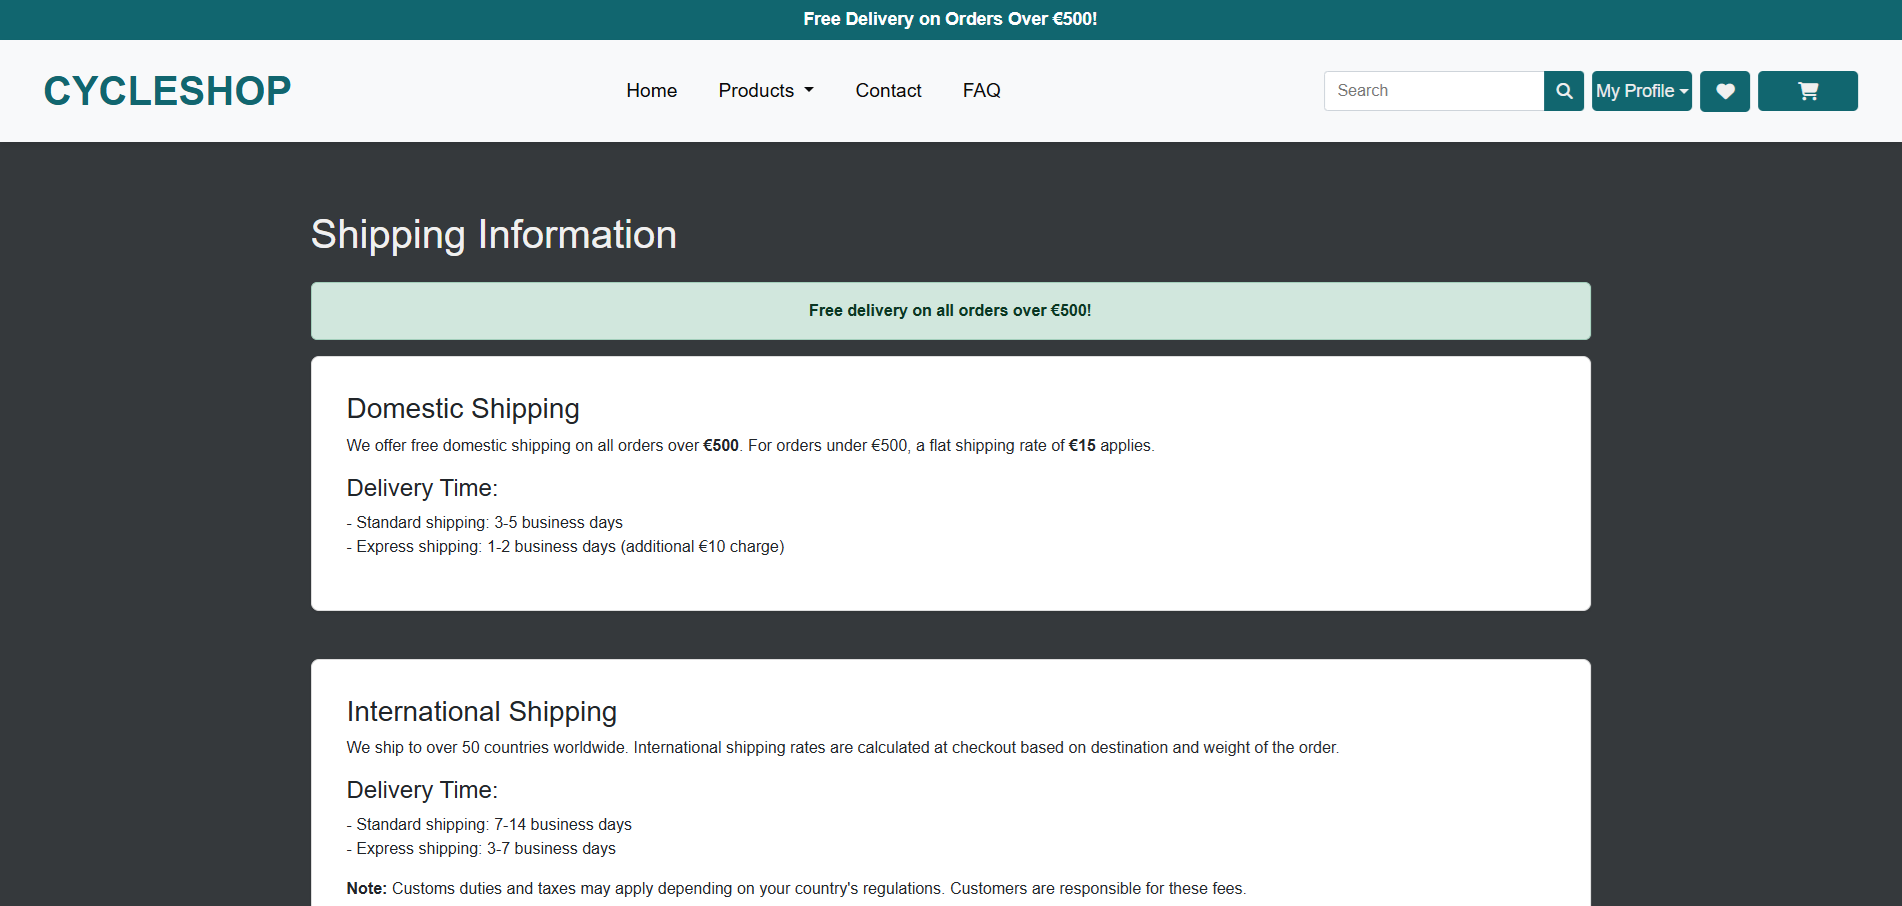 Free Delivery on Orders Over €500!
CYCLESHOP
Home
Products
Contact
FAQ
Search
My Profile
Shipping Information
Free delivery on all orders over €500!
Domestic Shipping
We offer free domestic shipping on all orders over €500. For orders under €500, a flat shipping rate of €15 applies.
Delivery Time:
- Standard shipping: 3-5 business days
- Express shipping: 1-2 business days (additional €10 charge)
International Shipping
We ship to over 50 countries worldwide. International shipping rates are calculated at checkout based on destination and weight of the order.
Delivery Time:
- Standard shipping: 7-14 business days
- Express shipping: 3-7 business days
Note: Customs duties and taxes may apply depending on your country's regulations. Customers are responsible for these fees.